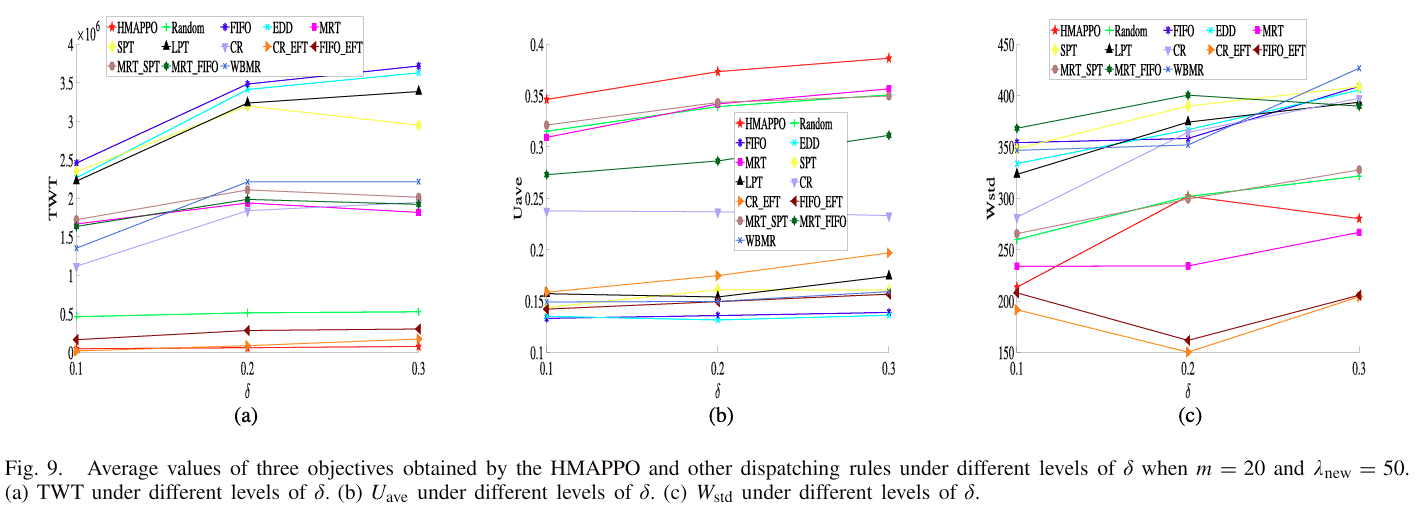 ×10⁶
HMAPPO Random FIFO EDD MRT
SPT LPT CR CR_EFT FIFO_EFT
MRT_SPT MRT_FIFO WBMR
4
3.5
3
2.5
2
1.5
1
0.5
0
TWT
0.1 0.2 0.3
δ
(a)
0.4
0.35
0.3
0.25
0.2
0.15
0.1
Uave
HMAPPO Random
FIFO EDD
MRT SPT
LPT CR
CR_EFT FIFO_EFT
MRT_SPT MRT_FIFO
WBMR
0.1 0.2 0.3
δ
(b)
HMAPPO Random FIFO EDD MRT
SPT LPT CR CR_EFT FIFO_EFT
MRT_SPT MRT_FIFO WBMR
450
400
350
300
250
200
150
Wstd
0.1 0.2 0.3
δ
(c)
Fig. 9. Average values of three objectives obtained by the HMAPPO and other dispatching rules under different levels of δ when m = 20 and λnew = 50.
(a) TWT under different levels of δ. (b) Uave under different levels of δ. (c) Wstd under different levels of δ.